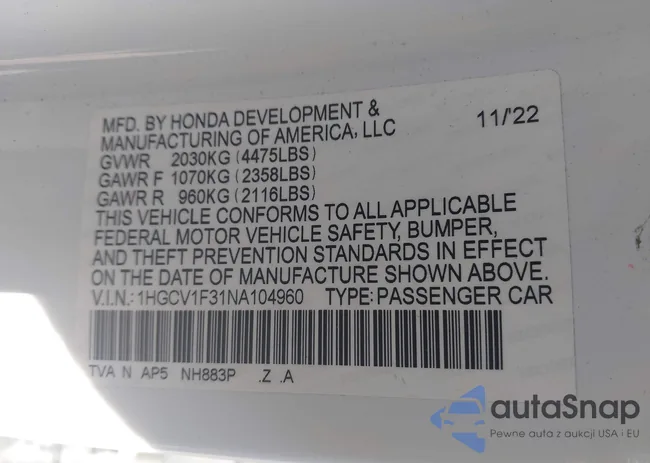 MFD. BY HONDA DEVELOPMENT &
MANUFACTURING OF AMERICA, LLC 11/'22
GVWR 2030KG (4475LBS)
GAWR F 1070KG (2358LBS)
GAWR R 960KG (2116LBS)
THIS VEHICLE CONFORMS TO ALL APPLICABLE
FEDERAL MOTOR VEHICLE SAFETY, BUMPER,
AND THEFT PREVENTION STANDARDS IN EFFECT
ON THE DATE OF MANUFACTURE SHOWN ABOVE.
V.I.N.:1HGCV1F31NA104960 TYPE:PASSENGER CAR
TVA N AP5 NH883P .Z .A
autaSnap
Pewne auta z aukcji USA i EU